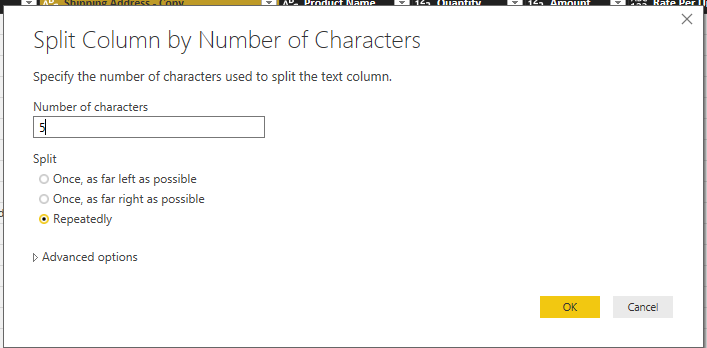 Shipping Address - Copy Product Name Quantity Amount Rate Per
Split Column by Number of Characters
Specify the number of characters used to split the text column.
Number of characters
5
Split
Once, as far left as possible
Once, as far right as possible
Repeatedly
Advanced options
OK Cancel